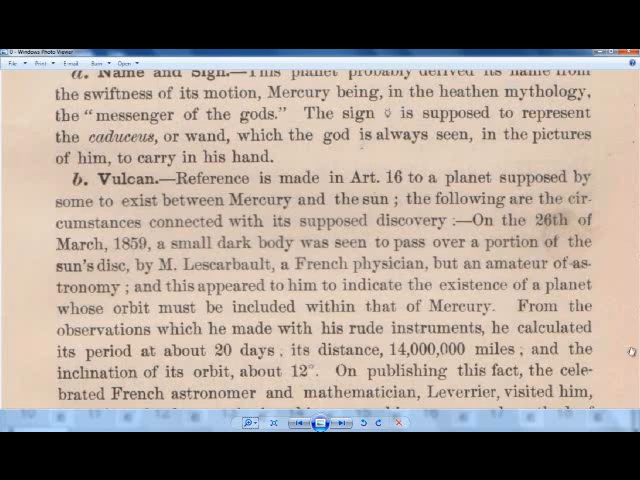 0 - Windows Photo Viewer
File Print E-mail Burn Open
a. Name and Sign.—This planet probably derived its name from
the swiftness of its motion, Mercury being, in the heathen mythology,
the "messenger of the gods." The sign ☿ is supposed to represent
the caduceus, or wand, which the god is always seen, in the pictures
of him, to carry in his hand.
b. Vulcan.—Reference is made in Art. 16 to a planet supposed by
some to exist between Mercury and the sun; the following are the cir-
cumstances connected with its supposed discovery:—On the 26th of
March, 1859, a small dark body was seen to pass over a portion of the
sun's disc, by M. Lescarbault, a French physician, but an amateur of as-
tronomy; and this appeared to him to indicate the existence of a planet
whose orbit must be included within that of Mercury. From the
observations which he made with his rude instruments, he calculated
its period at about 20 days, its distance, 14,000,000 miles; and the
inclination of its orbit, about 12°. On publishing this fact, the cele-
brated French astronomer and mathematician, Leverrier, visited him,